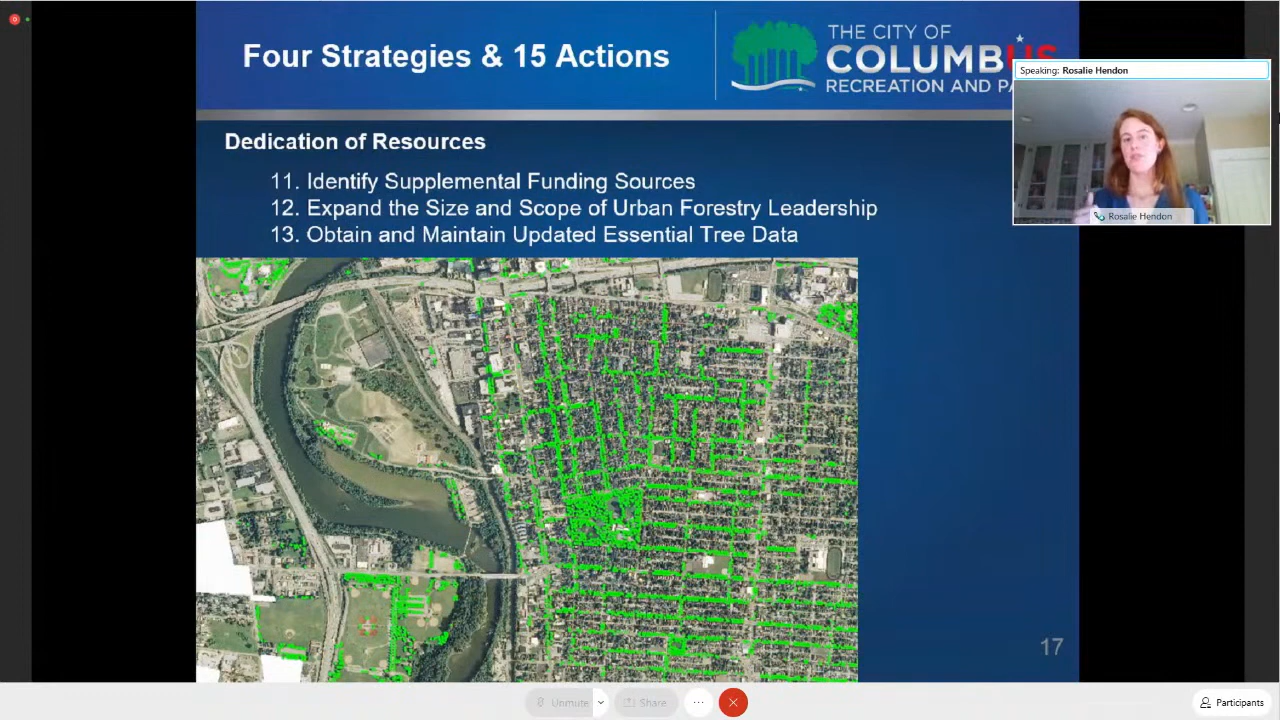 Four Strategies & 15 Actions
THE CITY OF
COLUMBUS
RECREATION AND PA
Speaking: Rosalie Hendon
Rosalie Hendon
Dedication of Resources
11. Identify Supplemental Funding Sources
12. Expand the Size and Scope of Urban Forestry Leadership
13. Obtain and Maintain Updated Essential Tree Data
17
Unmute
Share
Participants